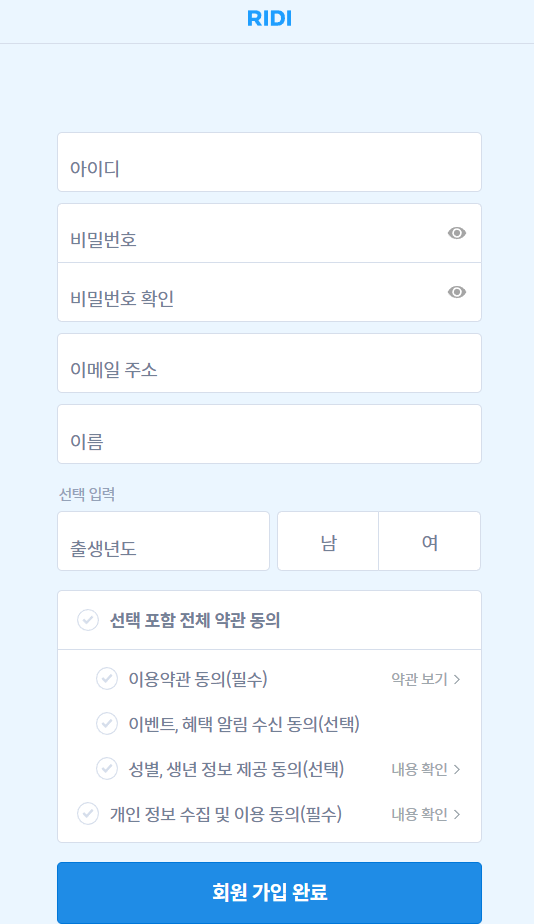 RIDI
아이디
비밀번호
비밀번호 확인
이메일 주소
이름
선택 입력
출생년도 남 여
선택 포함 전체 약관 동의
이용약관 동의(필수) 약관 보기 >
이벤트, 혜택 알림 수신 동의(선택)
성별, 생년 정보 제공 동의(선택) 내용 확인 >
개인 정보 수집 및 이용 동의(필수) 내용 확인 >
회원 가입 완료